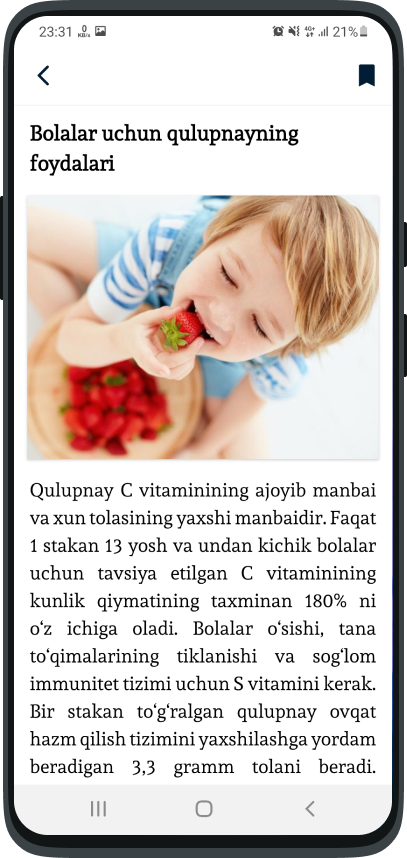 23:31 0 KB/s 4G+ 21%
Bolalar uchun qulupnayning
foydalari
Qulupnay C vitaminining ajoyib manbai
va xun tolasining yaxshi manbaidir. Faqat
1 stakan 13 yosh va undan kichik bolalar
uchun tavsiya etilgan C vitaminining
kunlik qiymatining taxminan 180% ni
o‘z ichiga oladi. Bolalar o‘sishi, tana
to‘qimalarining tiklanishi va sog‘lom
immunitet tizimi uchun S vitamini kerak.
Bir stakan to‘g‘ralgan qulupnay ovqat
hazm qilish tizimini yaxshilashga yordam
beradigan 3,3 gramm tolani beradi.